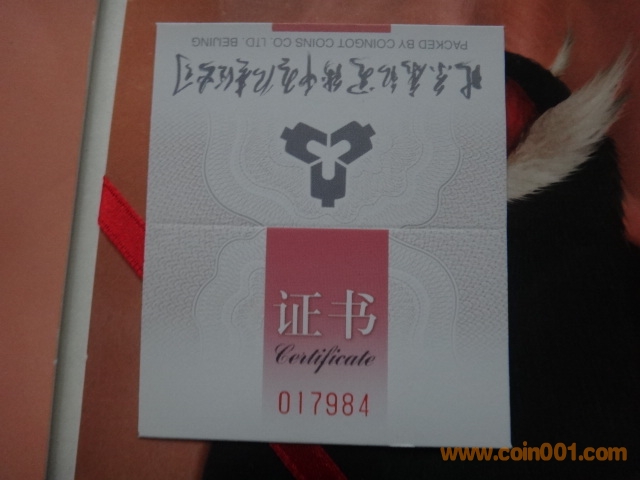 PACKED BY COINGOT COINS CO. LTD. BEIJING
证书
Certificate
017984
www.coin001.com